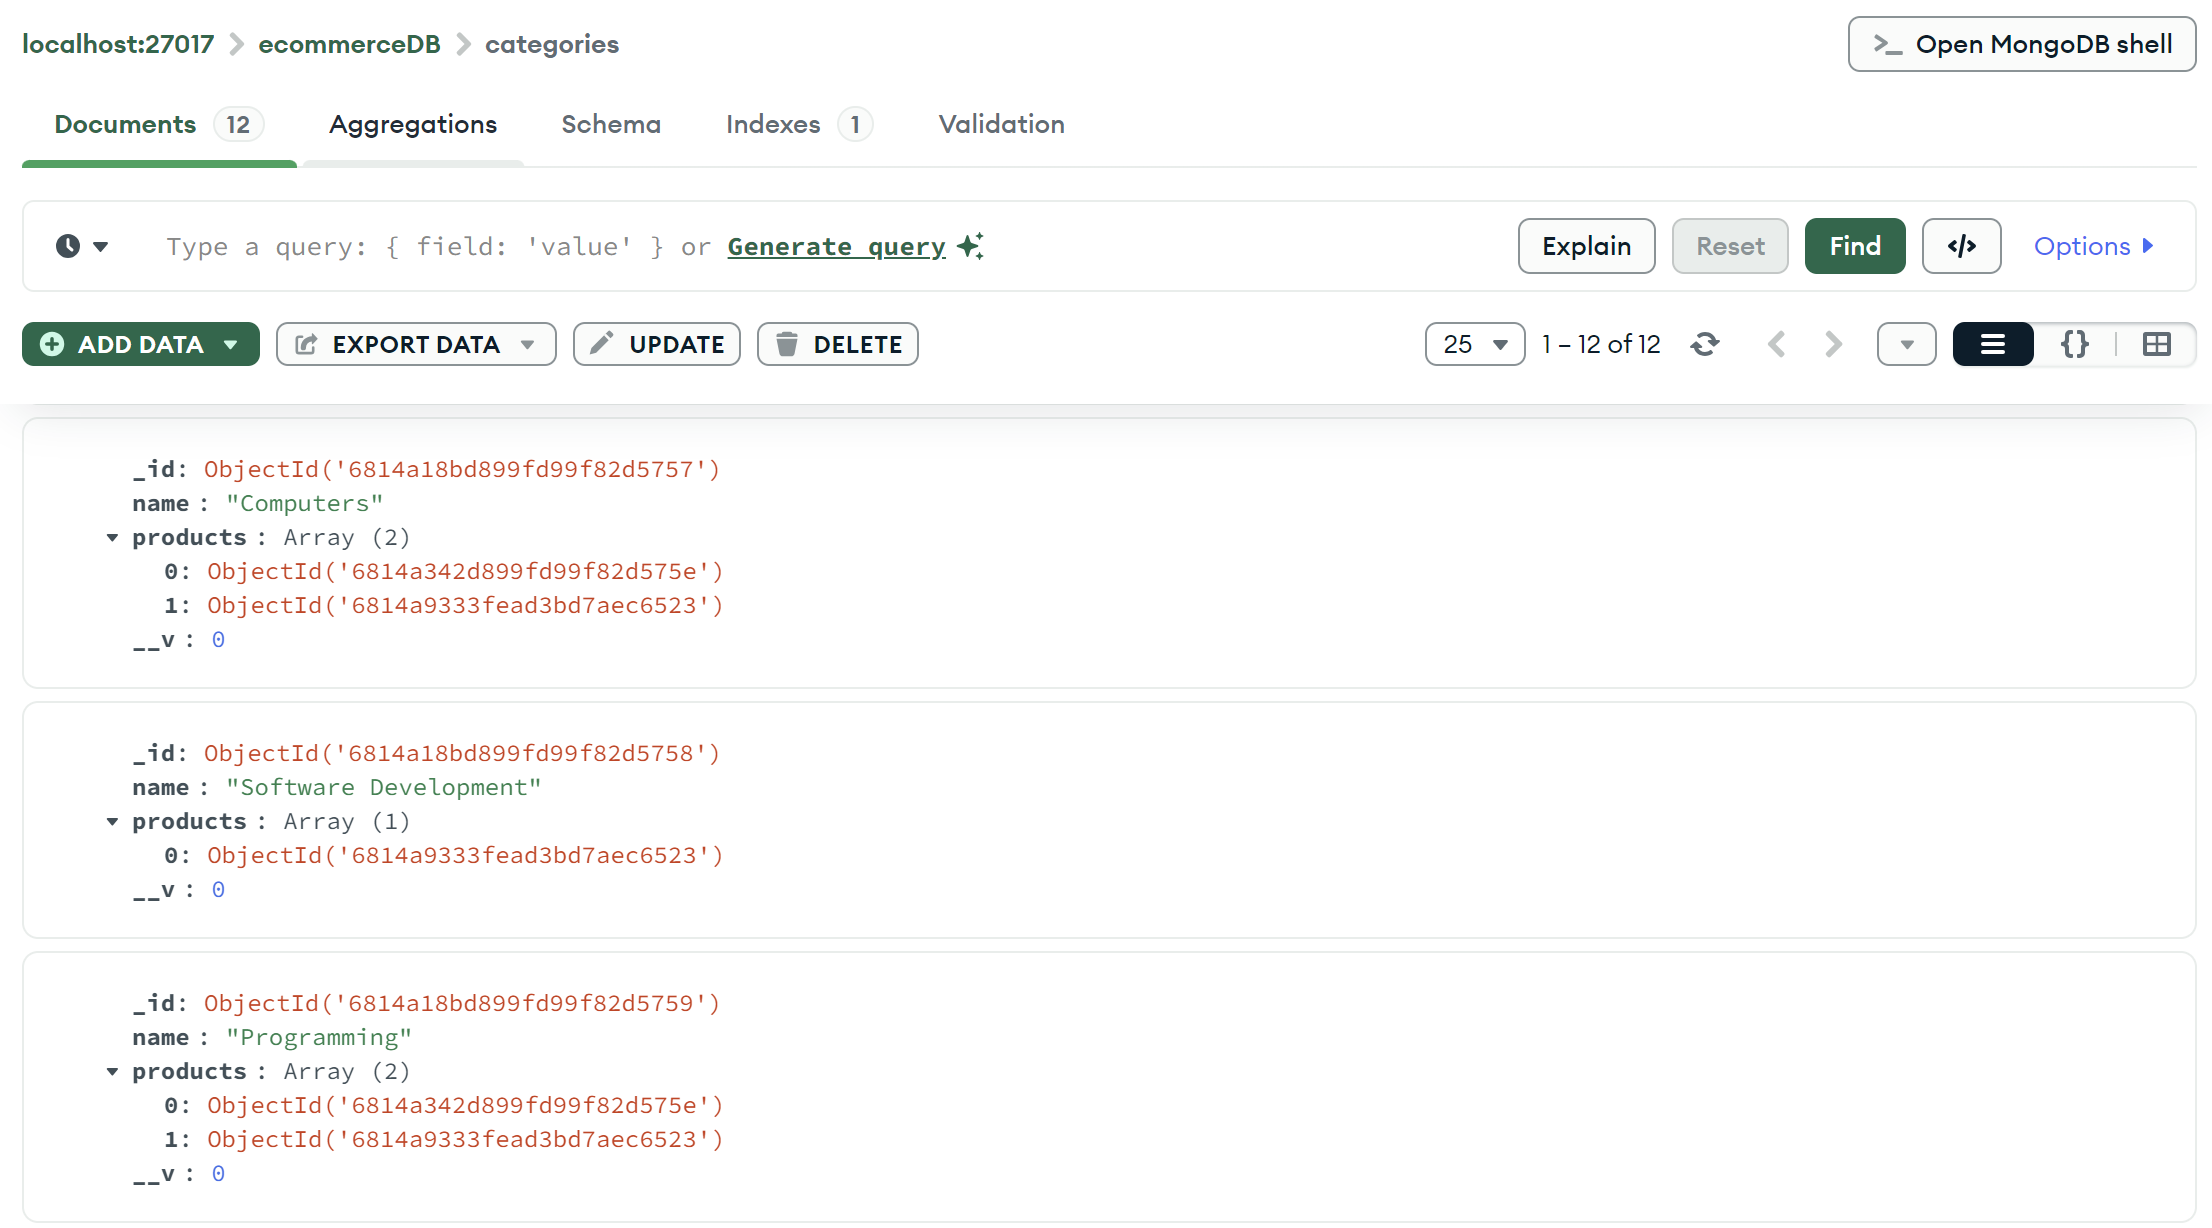 localhost:27017 ecommerceDB categories
>_ Open MongoDB shell
Documents 12 Aggregations Schema Indexes 1 Validation
Type a query: { field: 'value' } or Generate query
Explain Reset Find </> Options
ADD DATA EXPORT DATA UPDATE DELETE 25 1 – 12 of 12 {}
_id: ObjectId('6814a18bd899fd99f82d5757')
name : "Computers"
products : Array (2)
0: ObjectId('6814a342d899fd99f82d575e')
1: ObjectId('6814a9333fead3bd7aec6523')
__v : 0
_id: ObjectId('6814a18bd899fd99f82d5758')
name : "Software Development"
products : Array (1)
0: ObjectId('6814a9333fead3bd7aec6523')
__v : 0
_id: ObjectId('6814a18bd899fd99f82d5759')
name : "Programming"
products : Array (2)
0: ObjectId('6814a342d899fd99f82d575e')
1: ObjectId('6814a9333fead3bd7aec6523')
__v : 0